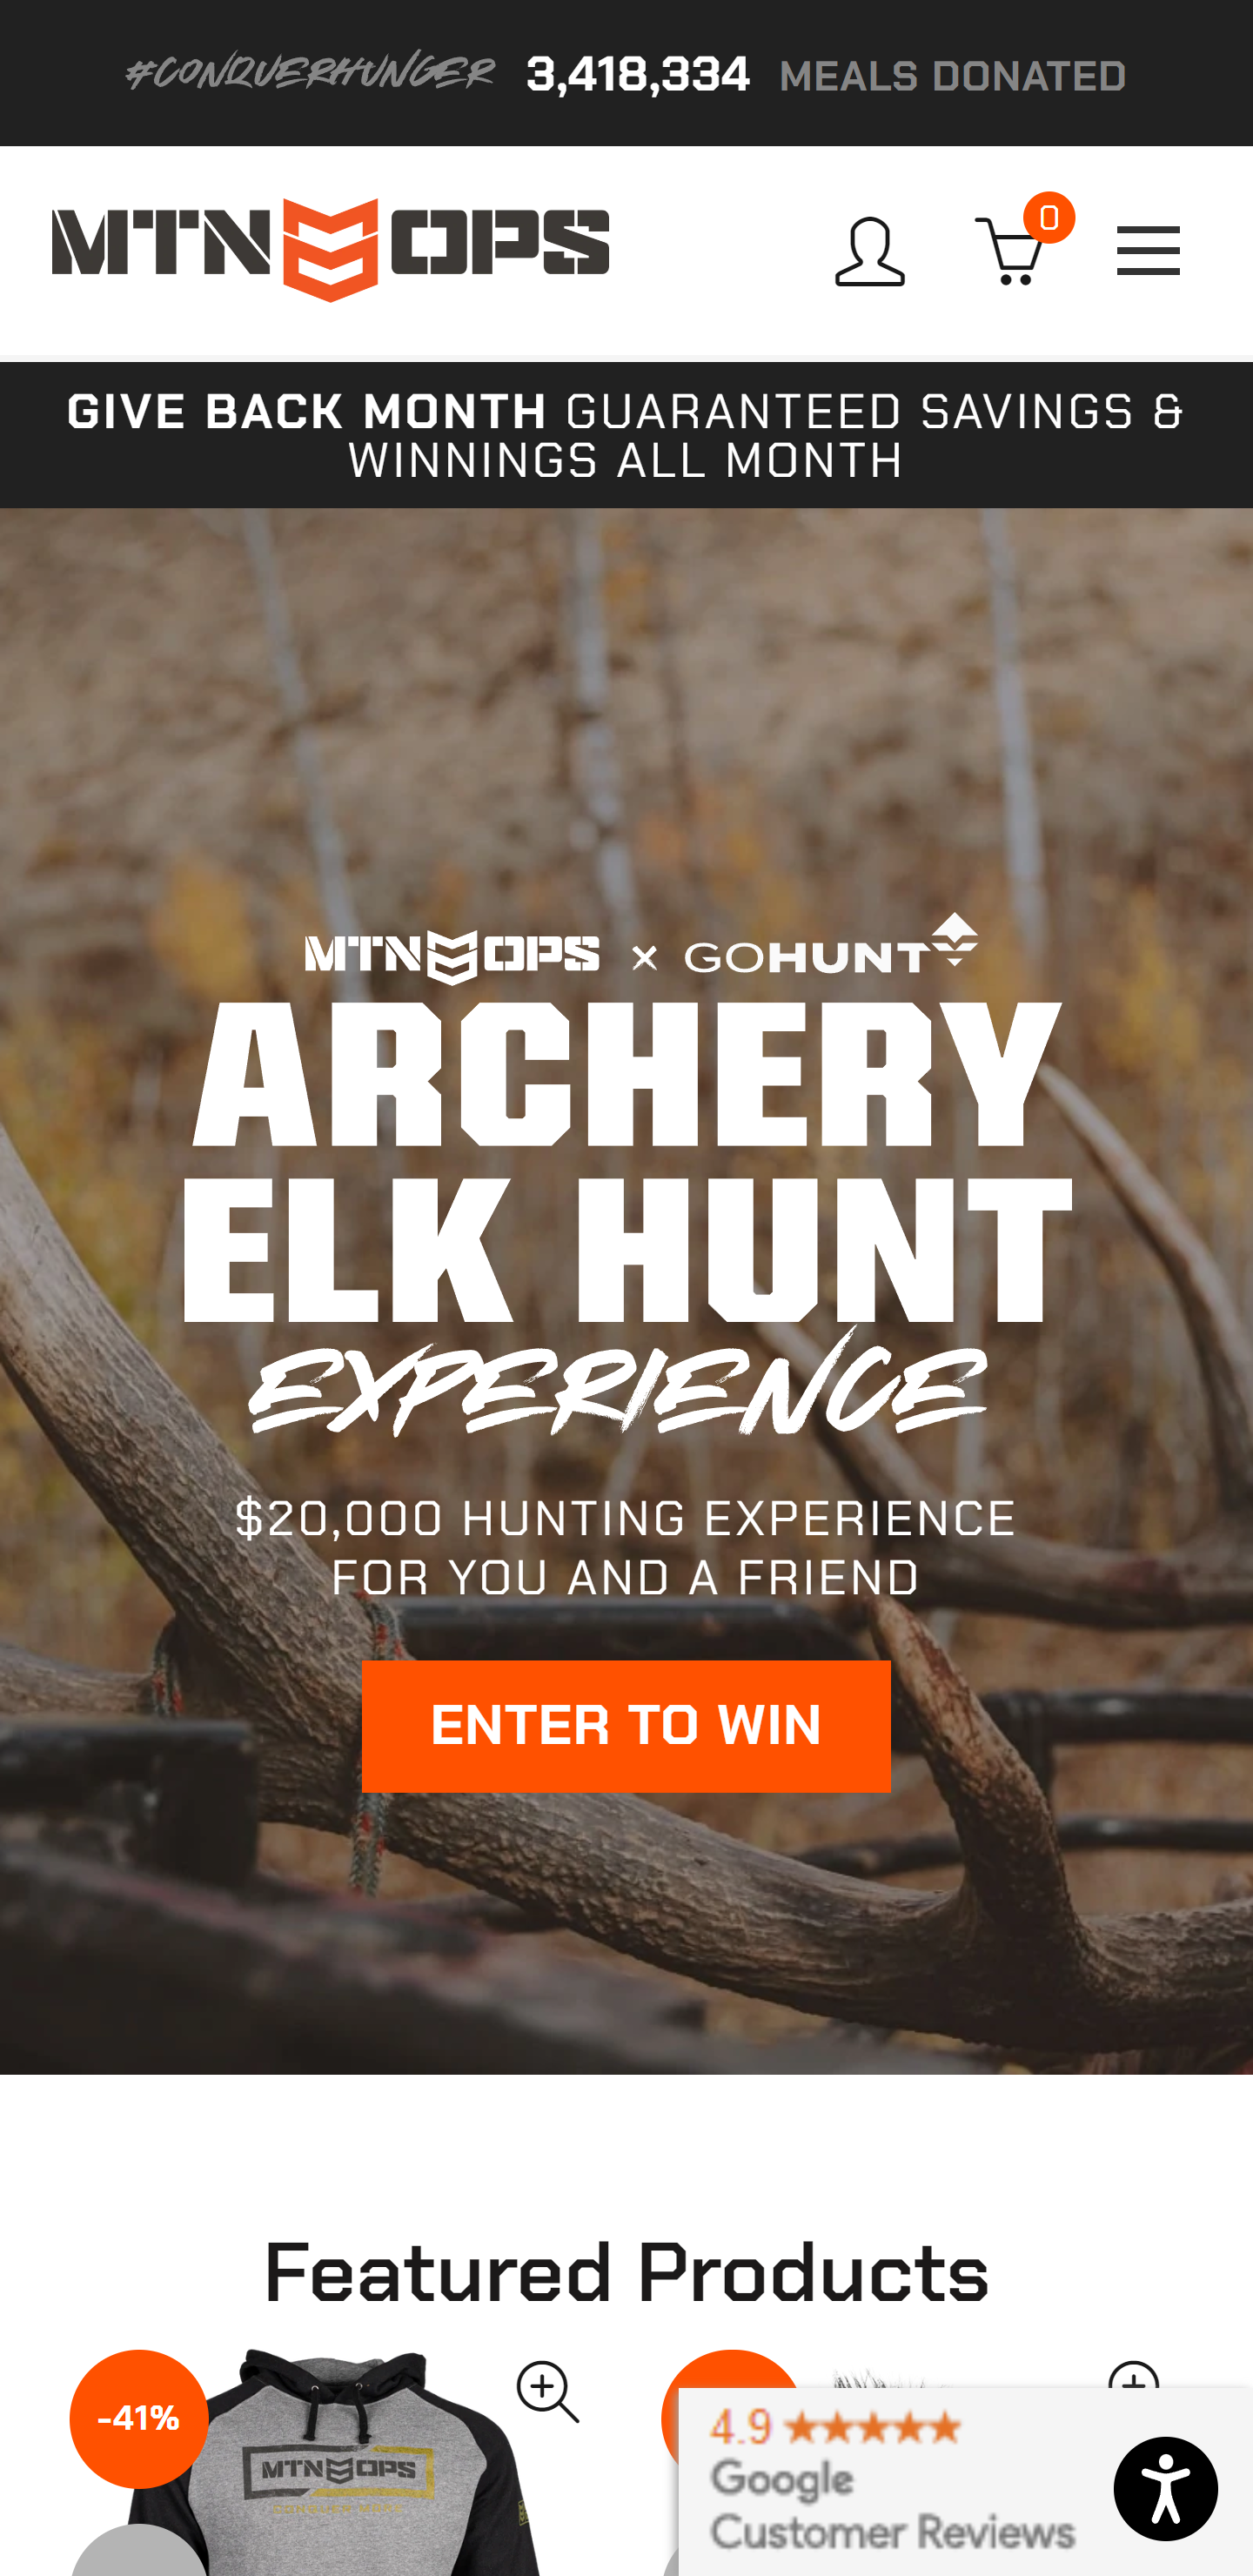 #CONQUERHUNGER 3,418,334 MEALS DONATED
MTN OPS
0
GIVE BACK MONTH GUARANTEED SAVINGS &
WINNINGS ALL MONTH
MTN OPS × GOHUNT
ARCHERY
ELK HUNT
EXPERIENCE
$20,000 HUNTING EXPERIENCE
FOR YOU AND A FRIEND
ENTER TO WIN
Featured Products
-41%
MTN OPS
4.9 ★★★★★
Google
Customer Reviews